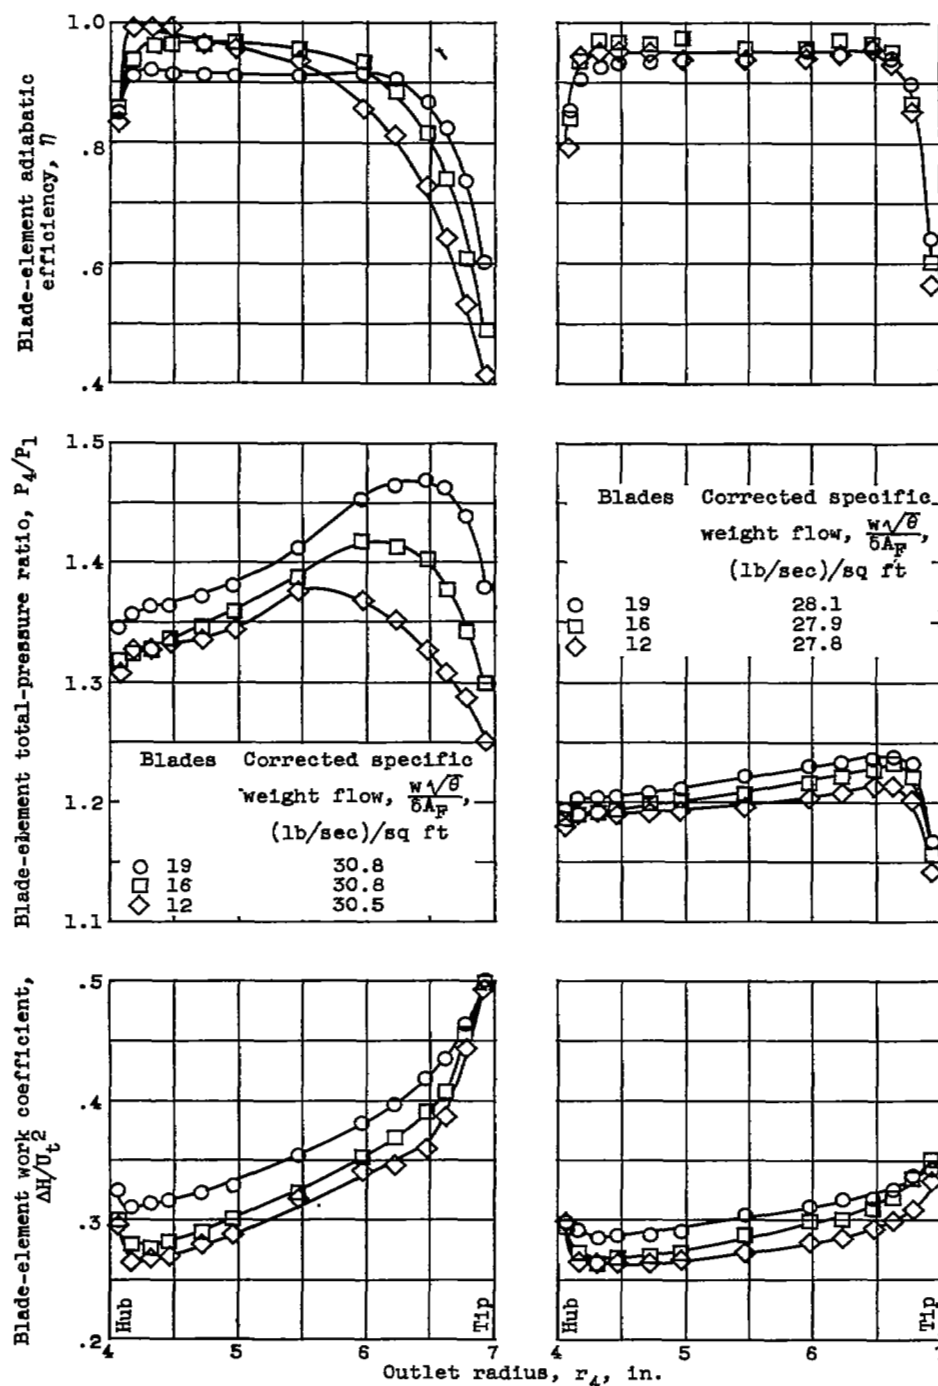 Blade-element adiabatic
efficiency, η
1.0
.8
.6
.4
Blade-element total-pressure ratio, P₄/P₁
1.5
1.4
1.3
1.2
1.1
Blades Corrected specific
weight flow, w√θ/δA_F,
(lb/sec)/sq ft
19 30.8
16 30.8
12 30.5
Blades Corrected specific
weight flow, w√θ/δA_F,
(lb/sec)/sq ft
19 28.1
16 27.9
12 27.8
Blade-element work coefficient,
ΔH/U_t²
.5
.4
.3
.2
Hub
Tip
Hub
Tip
4 5 6 7 4 5 6 7
Outlet radius, r₄, in.